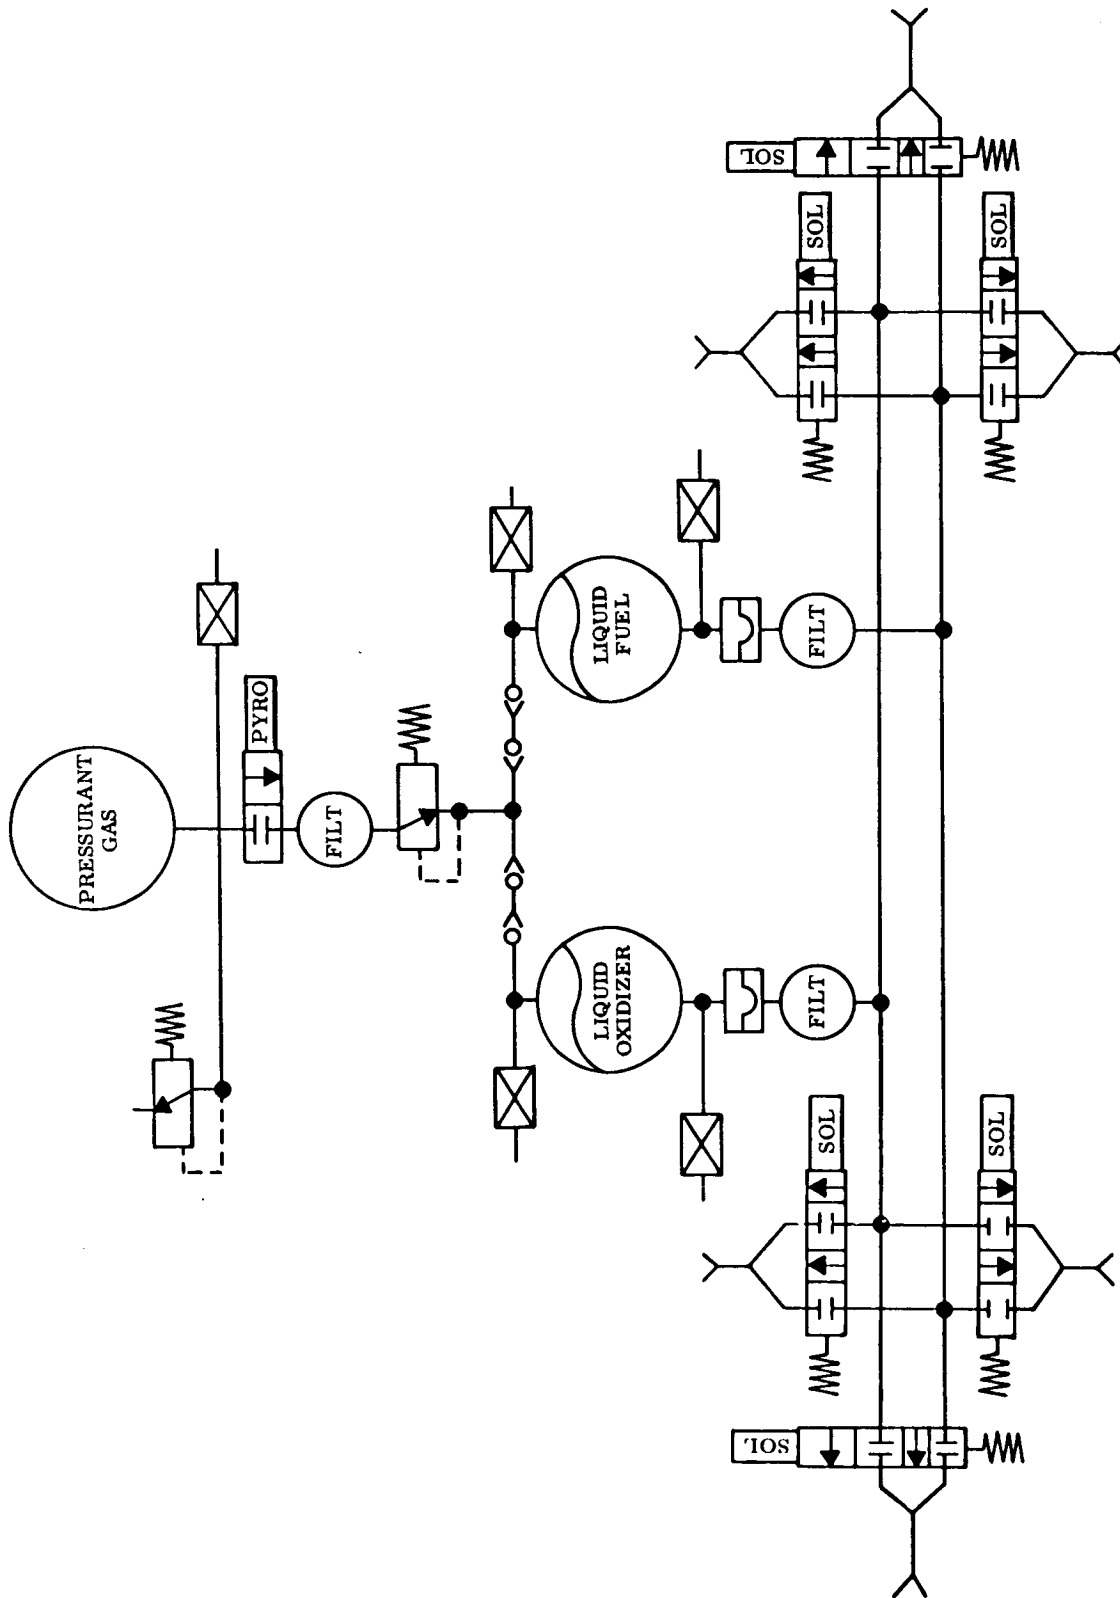 PRESSURANT
GAS
PYRO
FILT
LIQUID
OXIDIZER
LIQUID
FUEL
FILT
FILT
SOL
SOL
SOL
SOL
SOL
SOL